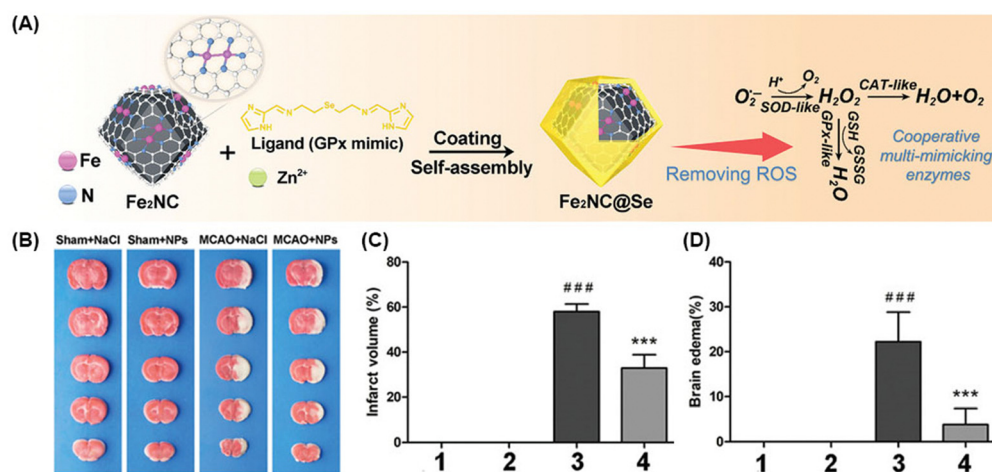 (A)
Fe
N
Fe₂NC
+
Se
N
N
N
NH
N
HN
Ligand (GPx mimic)
Zn²⁺
Coating
Self-assembly
Fe₂NC@Se
Removing ROS
O₂•− H⁺ O₂ SOD-like H₂O₂ CAT-like H₂O+O₂
GPx-like GSH GSSG
H₂O
Cooperative
multi-mimicking
enzymes
(B)
Sham+NaCl Sham+NPs MCAO+NaCl MCAO+NPs
(C)
Infarct volume (%)
80
60
40
20
0
###
***
1 2 3 4
(D)
Brain edema(%)
40
30
20
10
0
###
***
1 2 3 4